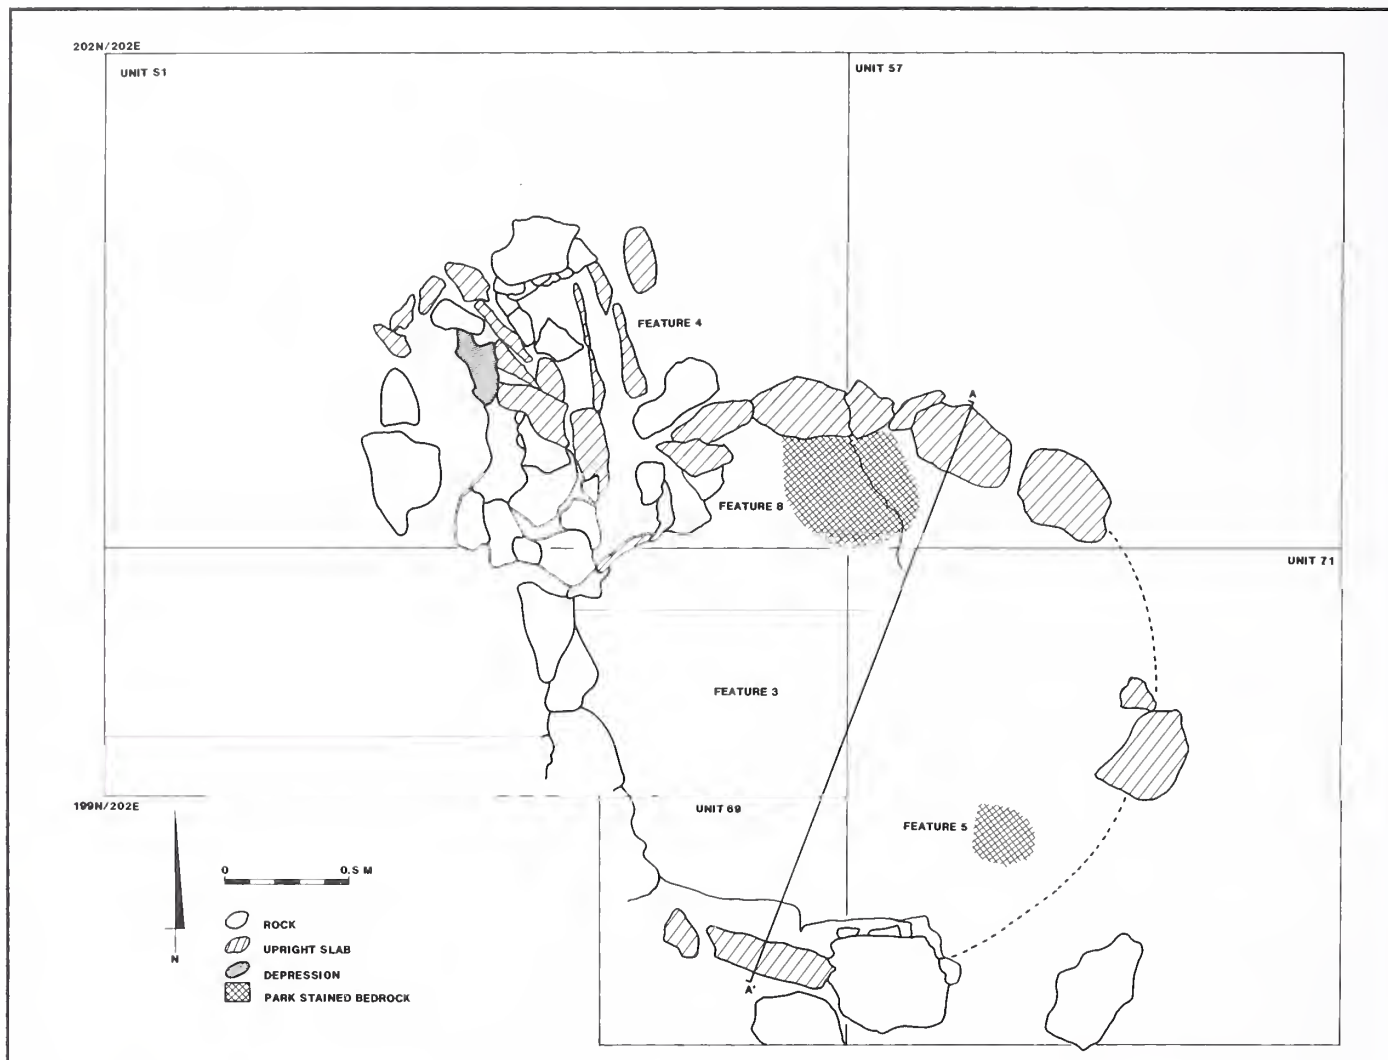 202N/202E
UNIT S1
UNIT 57
FEATURE 4
A
FEATURE 8
UNIT 71
FEATURE 3
199N/202E
UNIT 69
FEATURE 5
0
0.5 M
ROCK
UPRIGHT SLAB
N
DEPRESSION
A'
PARK STAINED BEDROCK